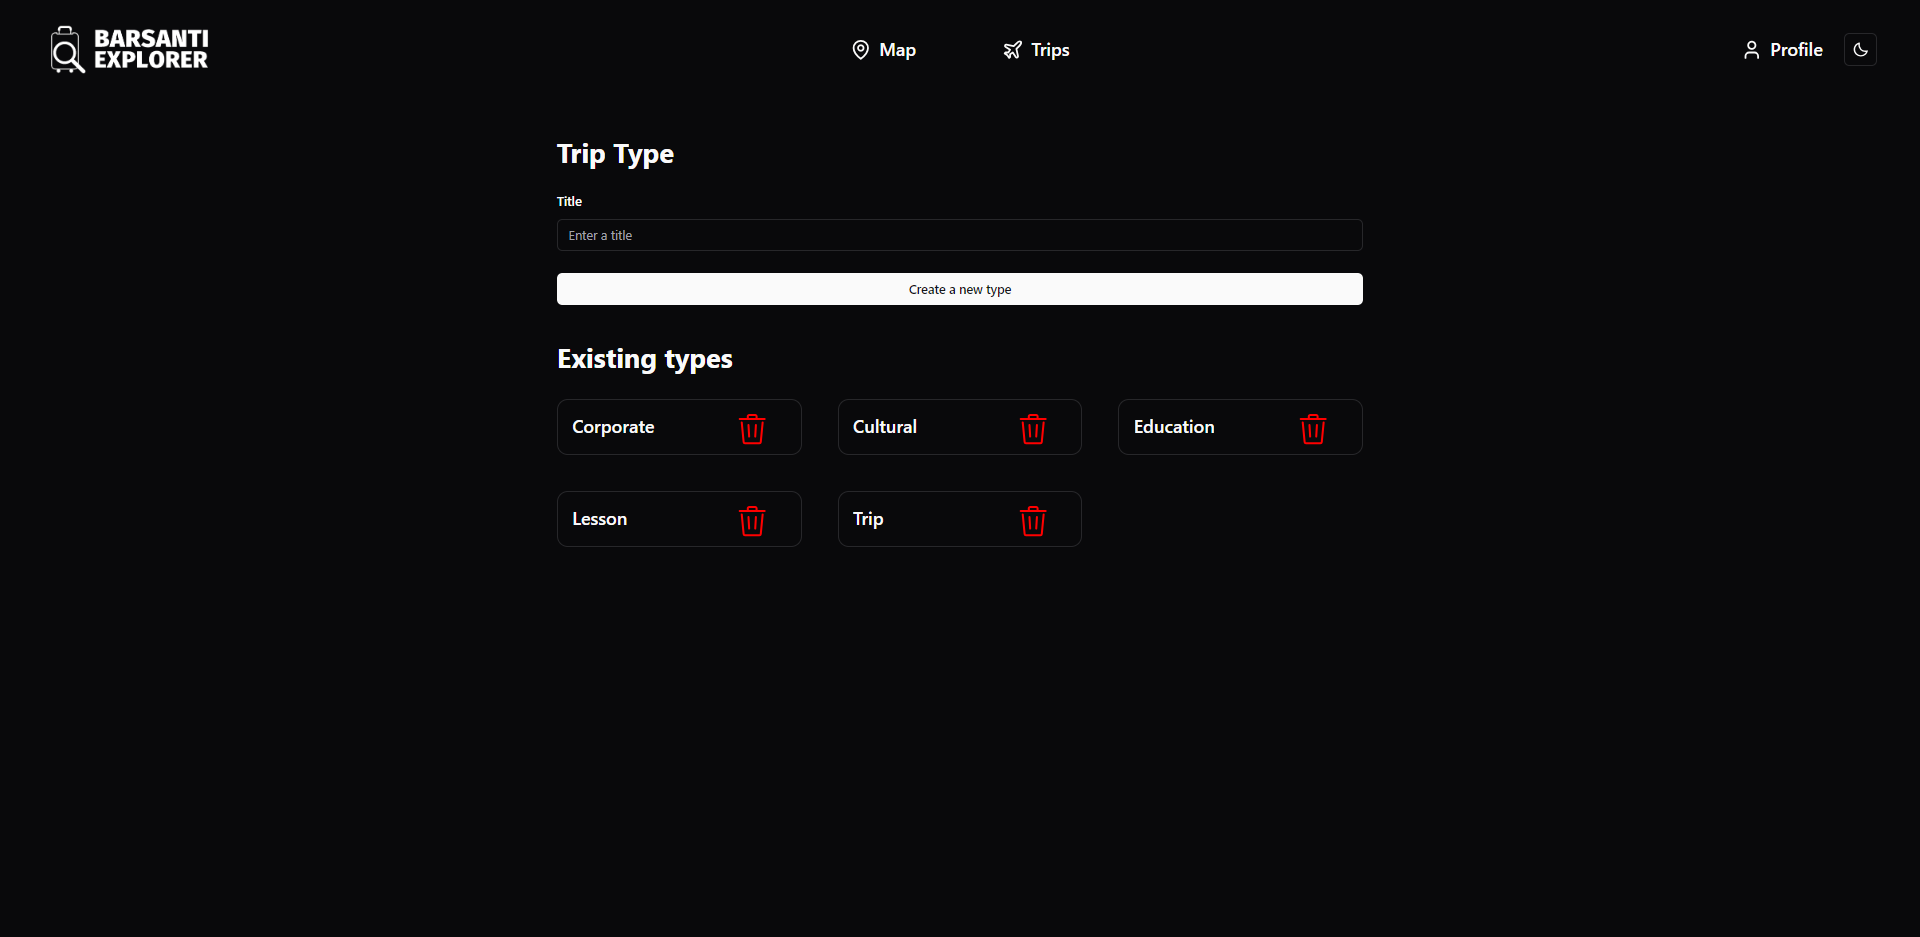 BARSANTI
EXPLORER
Map
Trips
Profile
Trip Type
Title
Enter a title
Create a new type
Existing types
Corporate
Cultural
Education
Lesson
Trip